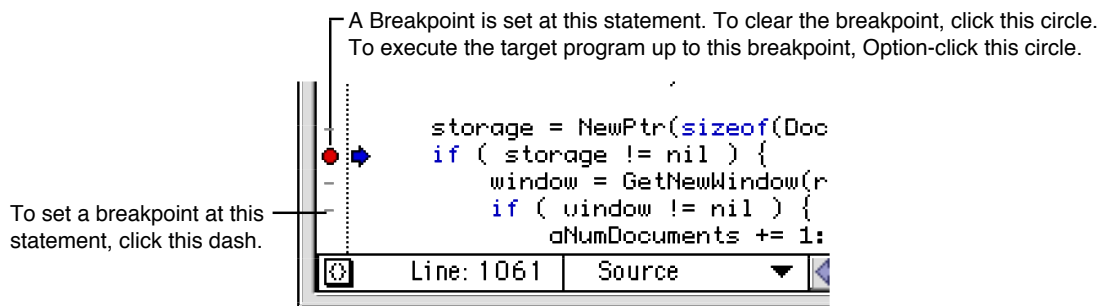 A Breakpoint is set at this statement. To clear the breakpoint, click this circle.
To execute the target program up to this breakpoint, Option-click this circle.
storage = NewPtr(sizeof(Doc
if ( storage != nil ) {
window = GetNewWindow(r
if ( window != nil ) {
aNumDocuments += 1;
To set a breakpoint at this
statement, click this dash.
{} Line: 1061 Source